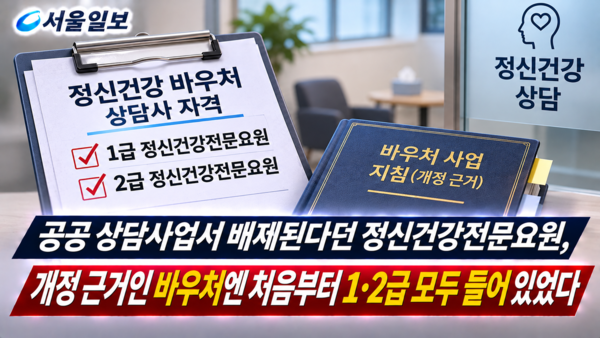 서울일보
정신건강 바우처
상담사 자격
1급 정신건강전문요원
2급 정신건강전문요원
바우처 사업
지침 (개정 근거)
정신건강
상담
공공 상담사업서 배제된다던 정신건강전문요원,
개정 근거인 바우처엔 처음부터 1·2급 모두 들어 있었다